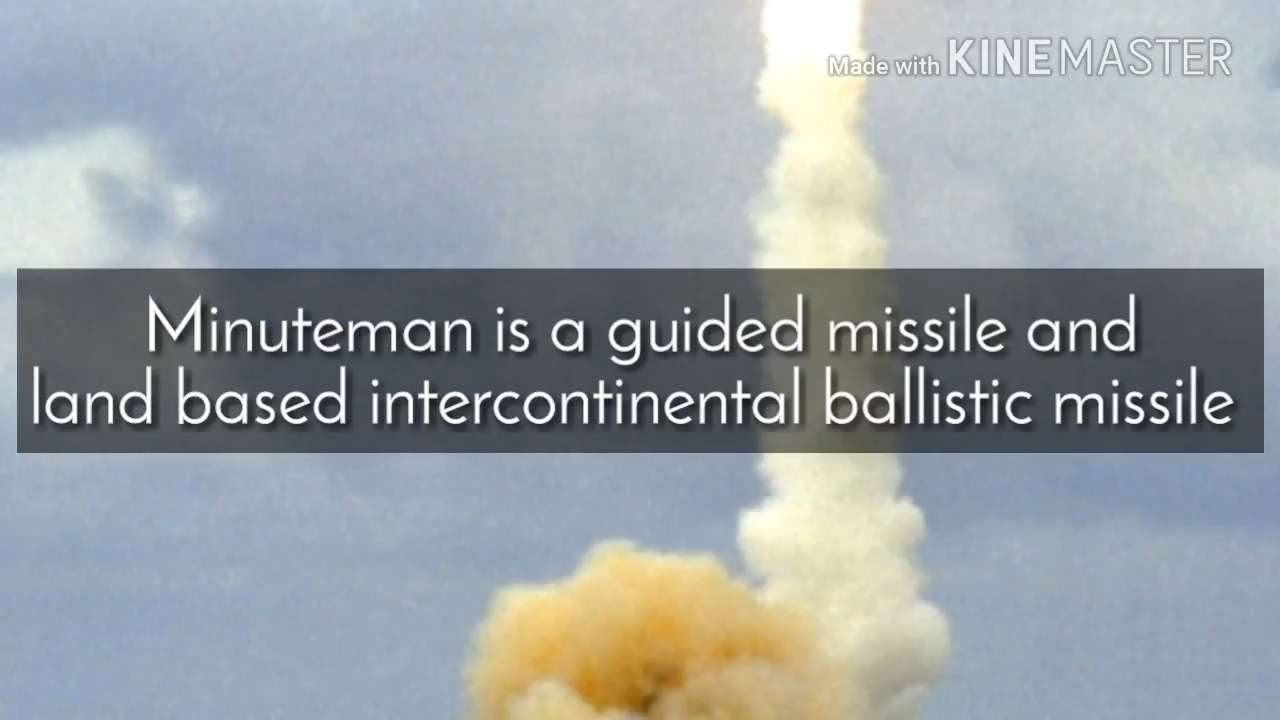 Made with KINEMASTER
Minuteman is a guided missile and
land based intercontinental ballistic missile